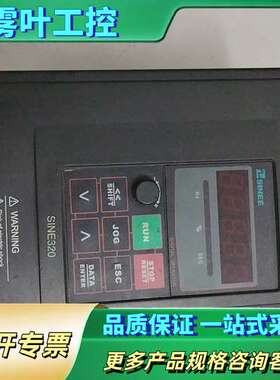 雾叶工控
WARNING
SINE320
<<
SHIFT
JOG
RUN
DATA
ENTER
ESC
STOP
RESET
SINEE
开专票
品质保证 一站式采
更多产品规格咨询客